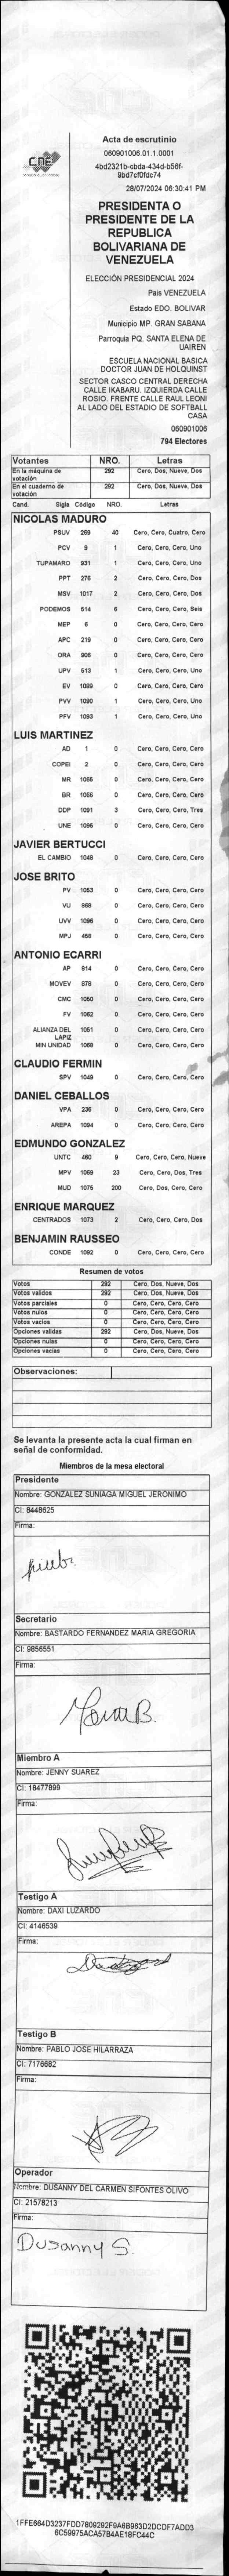 Acta de escrutinio
060901006.01.1.0001
4bd2321b-cbda-434d-b56f-
9bd7cf0fdc74
28/07/2024 06:30:41 PM
CNE
PRESIDENTA O
PRESIDENTE DE LA
REPUBLICA
BOLIVARIANA DE
VENEZUELA
ELECCIÓN PRESIDENCIAL 2024
Pais VENEZUELA
Estado EDO. BOLIVAR
Municipio MP. GRAN SABANA
Parroquia PQ. SANTA ELENA DE
UAIREN
ESCUELA NACIONAL BASICA
DOCTOR JUAN DE HOLQUINST
SECTOR CASCO CENTRAL DERECHA
CALLE IKABARU. IZQUIERDA CALLE
ROSIO. FRENTE CALLE RAUL LEONI
AL LADO DEL ESTADIO DE SOFTBALL
CASA
060901006
794 Electores
Votantes NRO. Letras
En la máquina de votación 292 Cero, Dos, Nueve, Dos
En el cuaderno de votación 292 Cero, Dos, Nueve, Dos
Cand. Sigla Código NRO. Letras
NICOLAS MADURO
PSUV 269 40 Cero, Cero, Cuatro, Cero
PCV 9 1 Cero, Cero, Cero, Uno
TUPAMARO 931 1 Cero, Cero, Cero, Uno
PPT 276 2 Cero, Cero, Cero, Dos
MSV 1017 2 Cero, Cero, Cero, Dos
PODEMOS 514 6 Cero, Cero, Cero, Seis
MEP 6 0 Cero, Cero, Cero, Cero
APC 219 0 Cero, Cero, Cero, Cero
ORA 906 0 Cero, Cero, Cero, Cero
UPV 513 1 Cero, Cero, Cero, Uno
EV 1089 0 Cero, Cero, Cero, Cero
PVV 1090 1 Cero, Cero, Cero, Uno
PFV 1093 1 Cero, Cero, Cero, Uno
LUIS MARTINEZ
AD 1 0 Cero, Cero, Cero, Cero
COPEI 2 0 Cero, Cero, Cero, Cero
MR 1065 0 Cero, Cero, Cero, Cero
BR 1066 0 Cero, Cero, Cero, Cero
DDP 1091 3 Cero, Cero, Cero, Tres
UNE 1095 0 Cero, Cero, Cero, Cero
JAVIER BERTUCCI
EL CAMBIO 1048 0 Cero, Cero, Cero, Cero
JOSE BRITO
PV 1053 0 Cero, Cero, Cero, Cero
VU 868 0 Cero, Cero, Cero, Cero
UVV 1096 0 Cero, Cero, Cero, Cero
MPJ 458 0 Cero, Cero, Cero, Cero
ANTONIO ECARRI
AP 814 0 Cero, Cero, Cero, Cero
MOVEV 878 0 Cero, Cero, Cero, Cero
CMC 1050 0 Cero, Cero, Cero, Cero
FV 1062 0 Cero, Cero, Cero, Cero
ALIANZA DEL LAPIZ 1051 0 Cero, Cero, Cero, Cero
MIN UNIDAD 1068 0 Cero, Cero, Cero, Cero
CLAUDIO FERMIN
SPV 1049 0 Cero, Cero, Cero, Cero
DANIEL CEBALLOS
VPA 236 0 Cero, Cero, Cero, Cero
AREPA 1094 0 Cero, Cero, Cero, Cero
EDMUNDO GONZALEZ
UNTC 460 9 Cero, Cero, Cero, Nueve
MPV 1069 23 Cero, Cero, Dos, Tres
MUD 1075 200 Cero, Dos, Cero, Cero
ENRIQUE MARQUEZ
CENTRADOS 1073 2 Cero, Cero, Cero, Dos
BENJAMIN RAUSSEO
CONDE 1092 0 Cero, Cero, Cero, Cero
Resumen de votos
Votos 292 Cero, Dos, Nueve, Dos
Votos validos 292 Cero, Dos, Nueve, Dos
Votos parciales 0 Cero, Cero, Cero, Cero
Votos nulos 0 Cero, Cero, Cero, Cero
Votos vacios 0 Cero, Cero, Cero, Cero
Opciones validas 292 Cero, Dos, Nueve, Dos
Opciones nulas 0 Cero, Cero, Cero, Cero
Opciones vacias 0 Cero, Cero, Cero, Cero
Observaciones:
Se levanta la presente acta la cual firman en
señal de conformidad.
Miembros de la mesa electoral
Presidente
Nombre: GONZALEZ SUNIAGA MIGUEL JERONIMO
CI: 8448625
Firma:
Secretario
Nombre: BASTARDO FERNANDEZ MARIA GREGORIA
CI: 9856551
Firma:
Maria B.
Miembro A
Nombre: JENNY SUAREZ
CI: 18477899
Firma:
Testigo A
Nombre: DAXI LUZARDO
CI: 4146539
Firma:
Testigo B
Nombre: PABLO JOSE HILARRAZA
CI: 7176682
Firma:
Operador
Nombre: DUSANNY DEL CARMEN SIFONTES OLIVO
CI: 21578213
Firma:
Dusanny S.
1FFE664D3237FDD7809292F9A6B963D2DCDF7ADD3
6C59975ACA57B4AE18FC44C